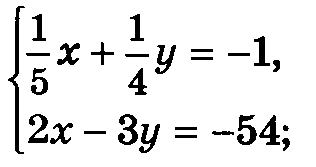 1/5 x + 1/4 y = −1,
2x − 3y = −54;